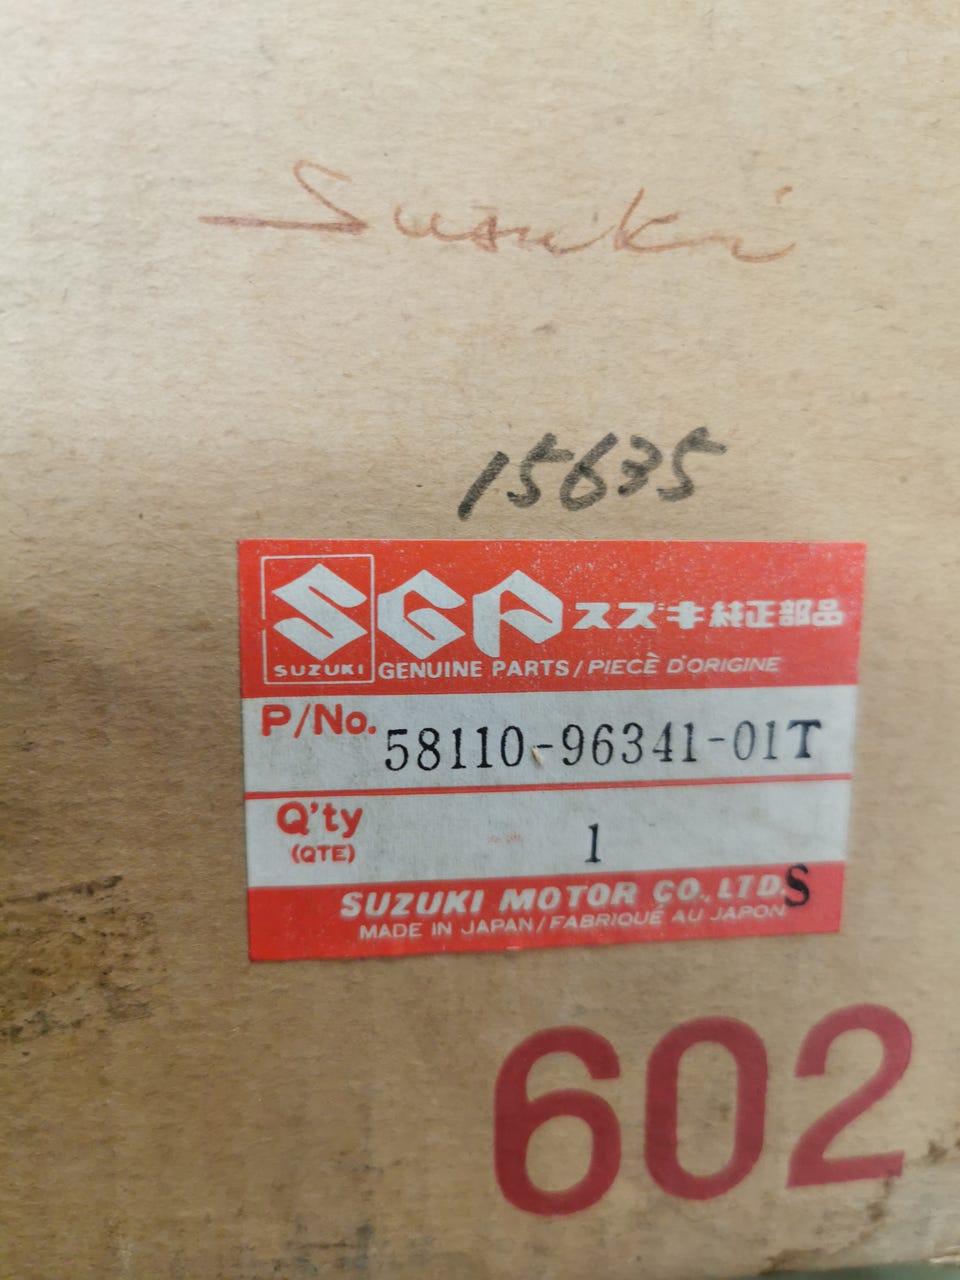 Suzuki
15635
SUZUKI
SGP スズキ純正部品
GENUINE PARTS/PIECÈ D'ORIGINE
P/No. 58110-96341-01T
Q'ty
(QTE)
1
SUZUKI MOTOR CO., LTD. S
MADE IN JAPAN/FABRIQUÉ AU JAPON
602